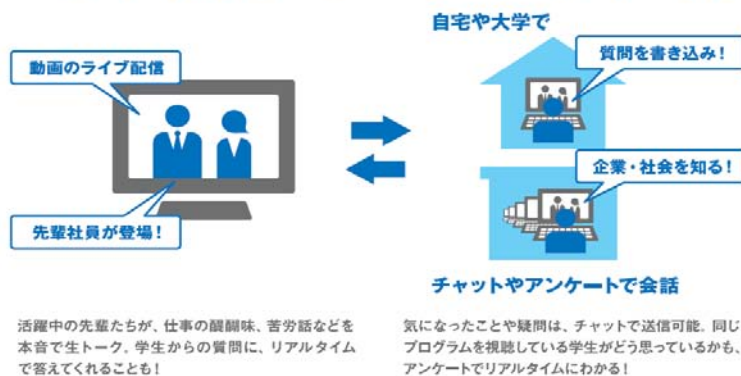 動画のライブ配信
先輩社員が登場！
自宅や大学で
質問を書き込み！
企業・社会を知る！
チャットやアンケートで会話
活躍中の先輩たちが、仕事の醍醐味、苦労話などを
本音で生トーク。学生からの質問に、リアルタイム
で答えてくれることも！
気になったことや疑問は、チャットで送信可能。同じ
プログラムを視聴している学生がどう思っているかも、
アンケートでリアルタイムにわかる！